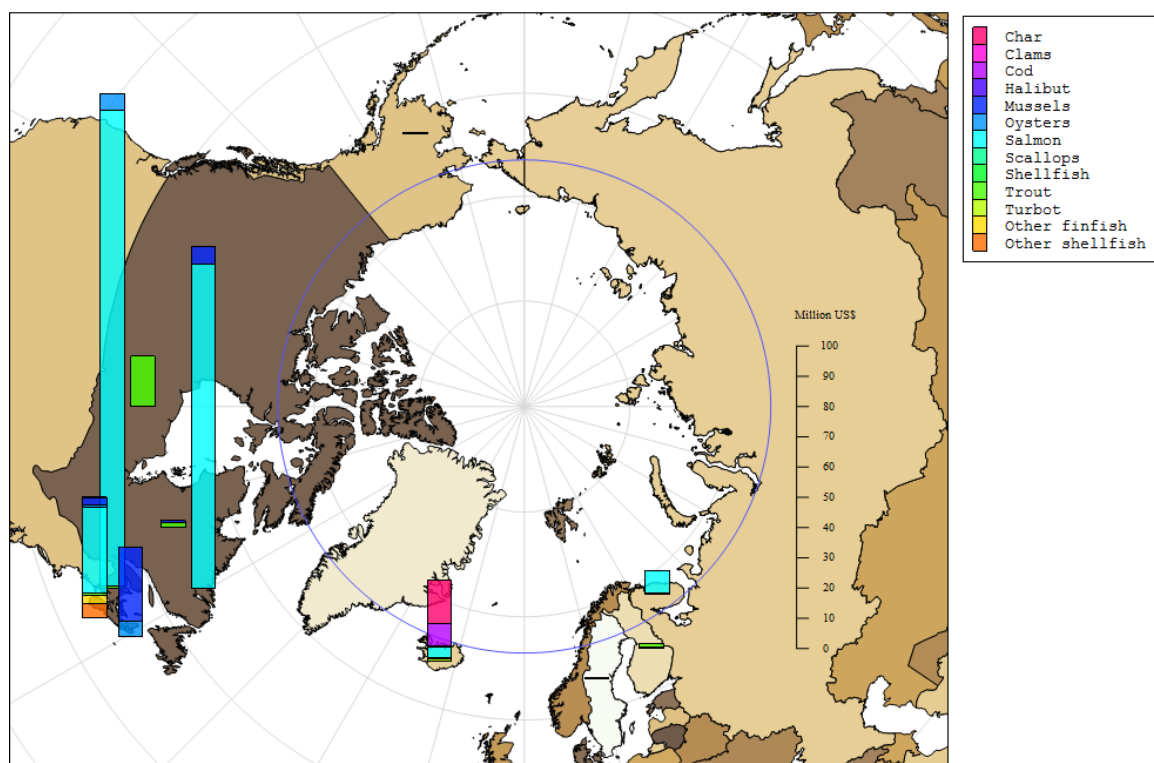 Char
Clams
Cod
Halibut
Mussels
Oysters
Salmon
Scallops
Shellfish
Trout
Turbot
Other finfish
Other shellfish
Million US$
100
90
80
70
60
50
40
30
20
10
0